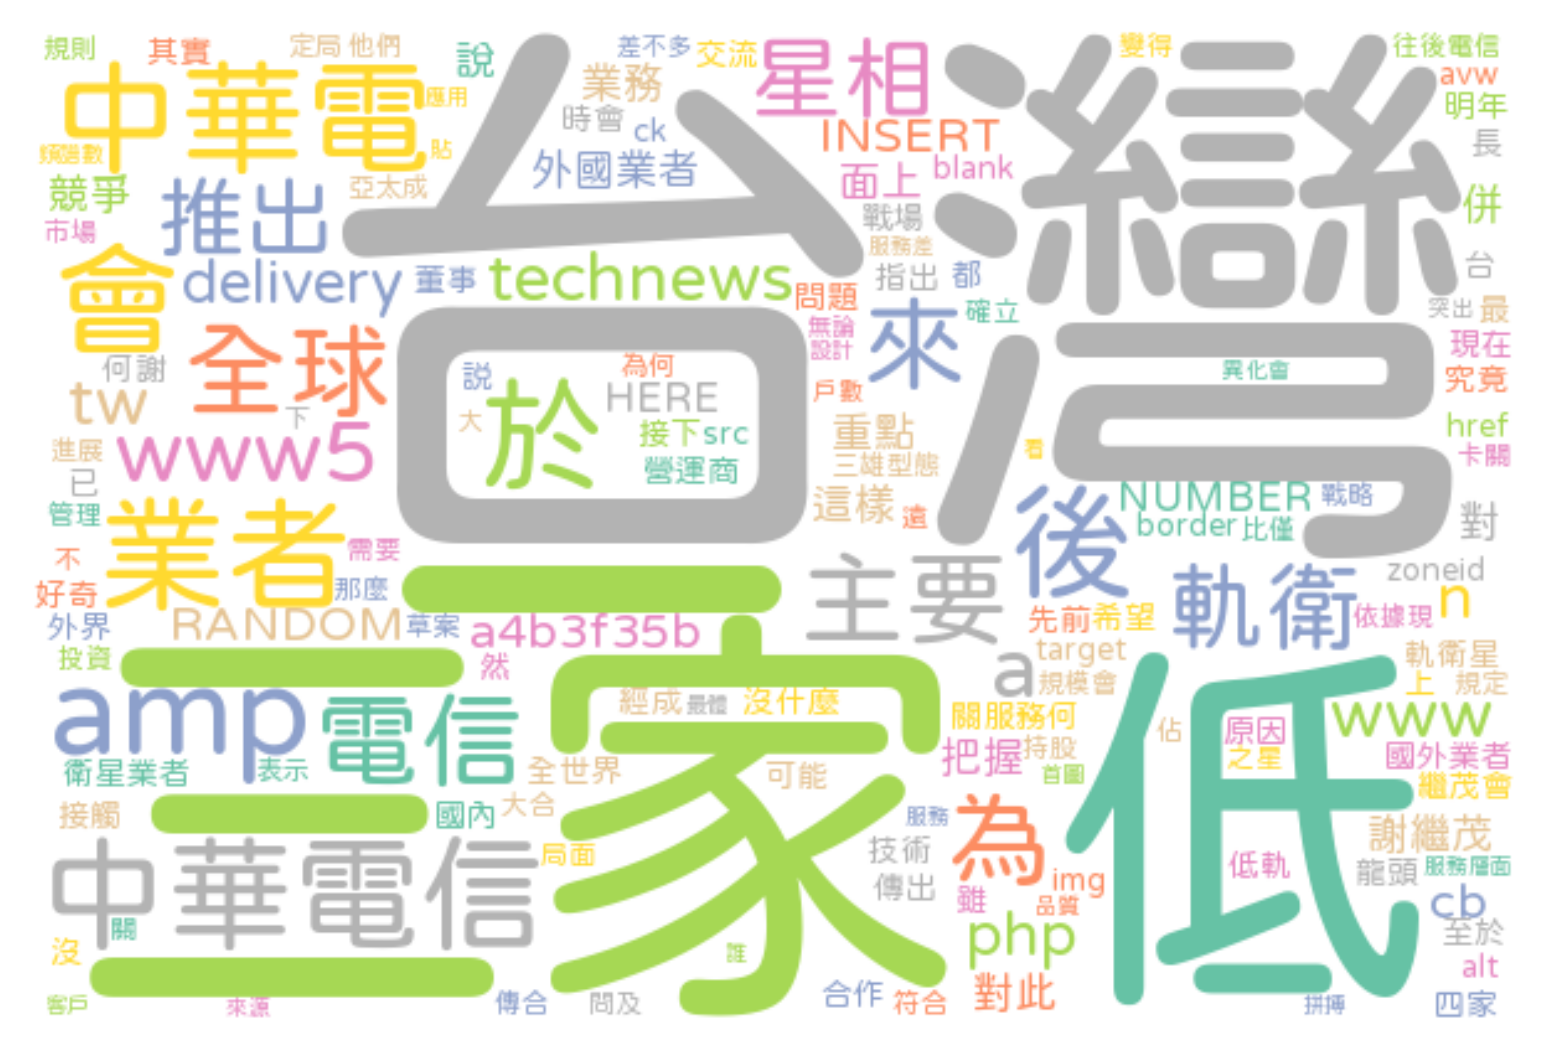 規則
其實
定局
他們
說
差不多
交流
星相
變得
往後電信
avw
中華電
應用
業務
時會
ck
INSERT
明年
長
貼
台灣
外國業者
面上
blank
競爭
市場
推出
亞太成
戰場
服務差
併
會
delivery
董事
technews
問題
指出
都
台
無論
設計
來
確立
突出
最
何謝
全球
説
為何
HERE
戶數
異化會
現在
究竟
tw
下
大
於
接下
src
營運商
重點
三雄型態
看
href
卡關
進展
www5
已
管理
這樣
遠
後
NUMBER
戰略
border
比僅
對
業者
需要
不
好奇
那麼
主要
軌衛
zoneid
n
外界
RANDOM
草案
a4b3f35b
先前
希望
依據現
投資
然
三家
a
target
規模會
低
軌衛星
上
規定
amp
電信
經成
最體
沒什麼
關服務何
佔
原因
之星
www
衛星業者
表示
全世界
可能
把握
持股
首圖
國外業者
繼茂會
接觸
二
國內
大合
服務
為
謝繼茂
中華電信
局面
技術
傳出
低軌
龍頭
服務層面
關
雖
img
品質
cb
沒
誰
php
至於
alt
客戶
來源
傳合
問及
合作
符合
對此
拼搏
四家